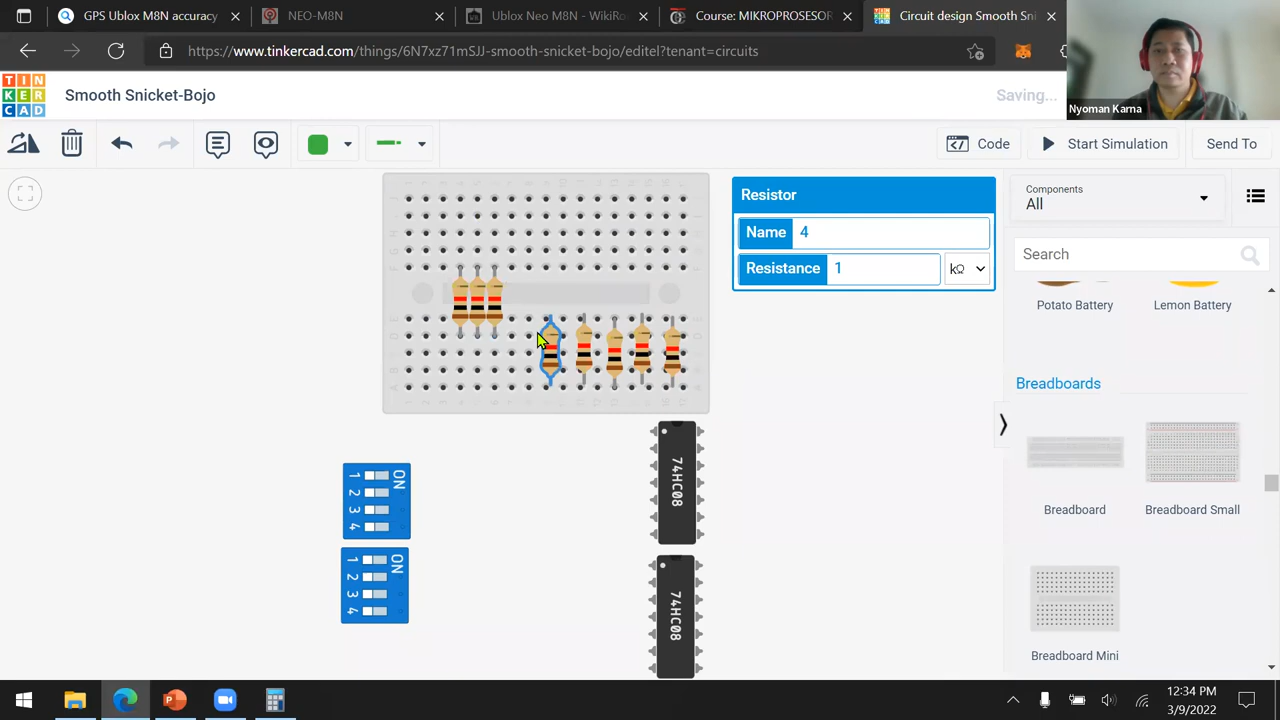 GPS Ublox M8N accuracy
NEO-M8N
Ublox Neo M8N - WikiRo
Course: MIKROPROSESOR
Circuit design Smooth Sni
https://www.tinkercad.com/things/6N7xz71mSJJ-smooth-snicket-bojo/editel?tenant=circuits
Nyoman Karna
TIN
KER
CAD
Smooth Snicket-Bojo
Saving...
Code
Start Simulation
Send To
Resistor
Name 4
Resistance 1 kΩ
Components
All
Search
Potato Battery
Lemon Battery
Breadboards
Breadboard
Breadboard Small
Breadboard Mini
74HC08
74HC08
ON
1
2
3
4
ON
1
2
3
4
12:34 PM
3/9/2022